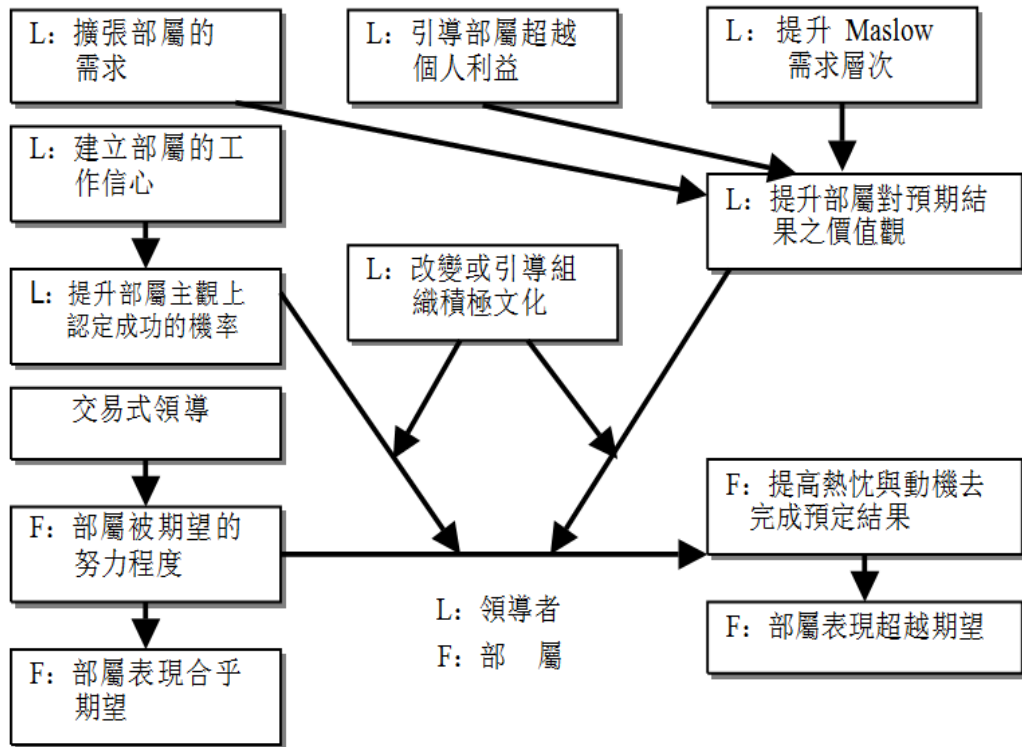 L：擴張部屬的
需求
L：引導部屬超越
個人利益
L：提升 Maslow
需求層次
L：建立部屬的工
作信心
L：提升部屬對預期結
果之價值觀
L：提升部屬主觀上
認定成功的機率
L：改變或引導組
織積極文化
交易式領導
F：部屬被期望的
努力程度
F：提高熱忱與動機去
完成預定結果
L：領導者
F：部　屬
F：部屬表現超越期望
F：部屬表現合乎
期望